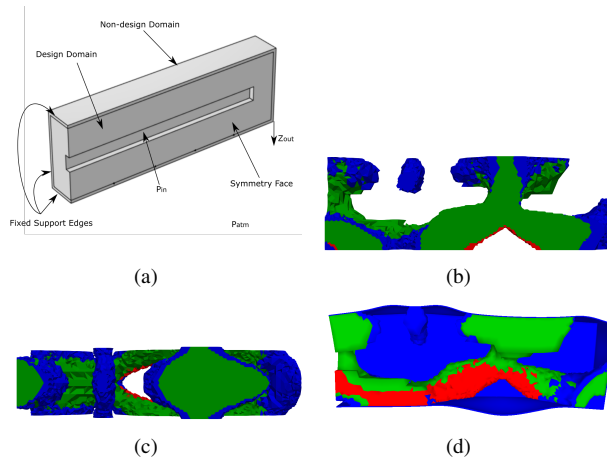 Non-design Domain
Design Domain
Zout
Pin
Symmetry Face
Fixed Support Edges
Patm
(a)
(b)
(c)
(d)